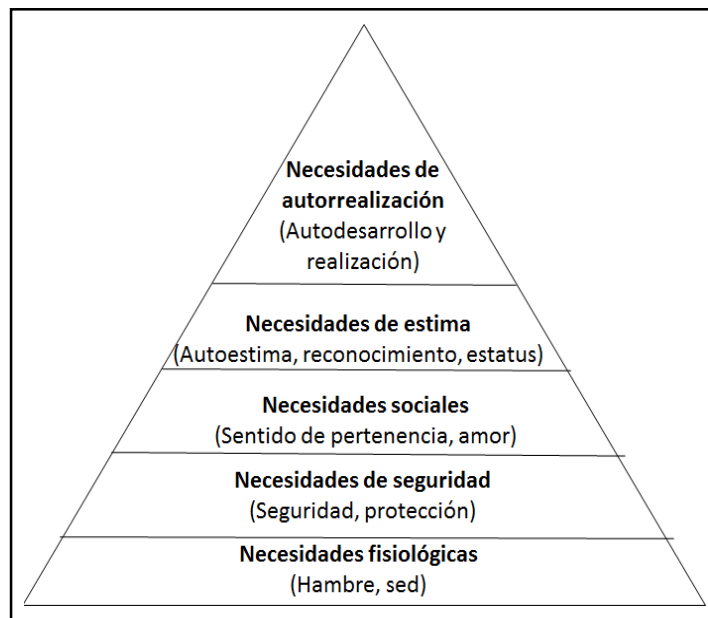 Necesidades de
autorrealización
(Autodesarrollo y
realización)
Necesidades de estima
(Autoestima, reconocimiento, estatus)
Necesidades sociales
(Sentido de pertenencia, amor)
Necesidades de seguridad
(Seguridad, protección)
Necesidades fisiológicas
(Hambre, sed)